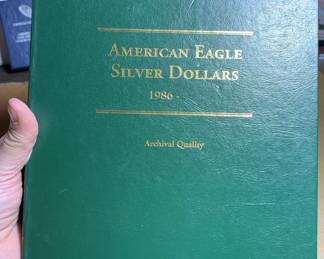 AMERICAN EAGLE
SILVER DOLLARS
1986 -
Archival Quality